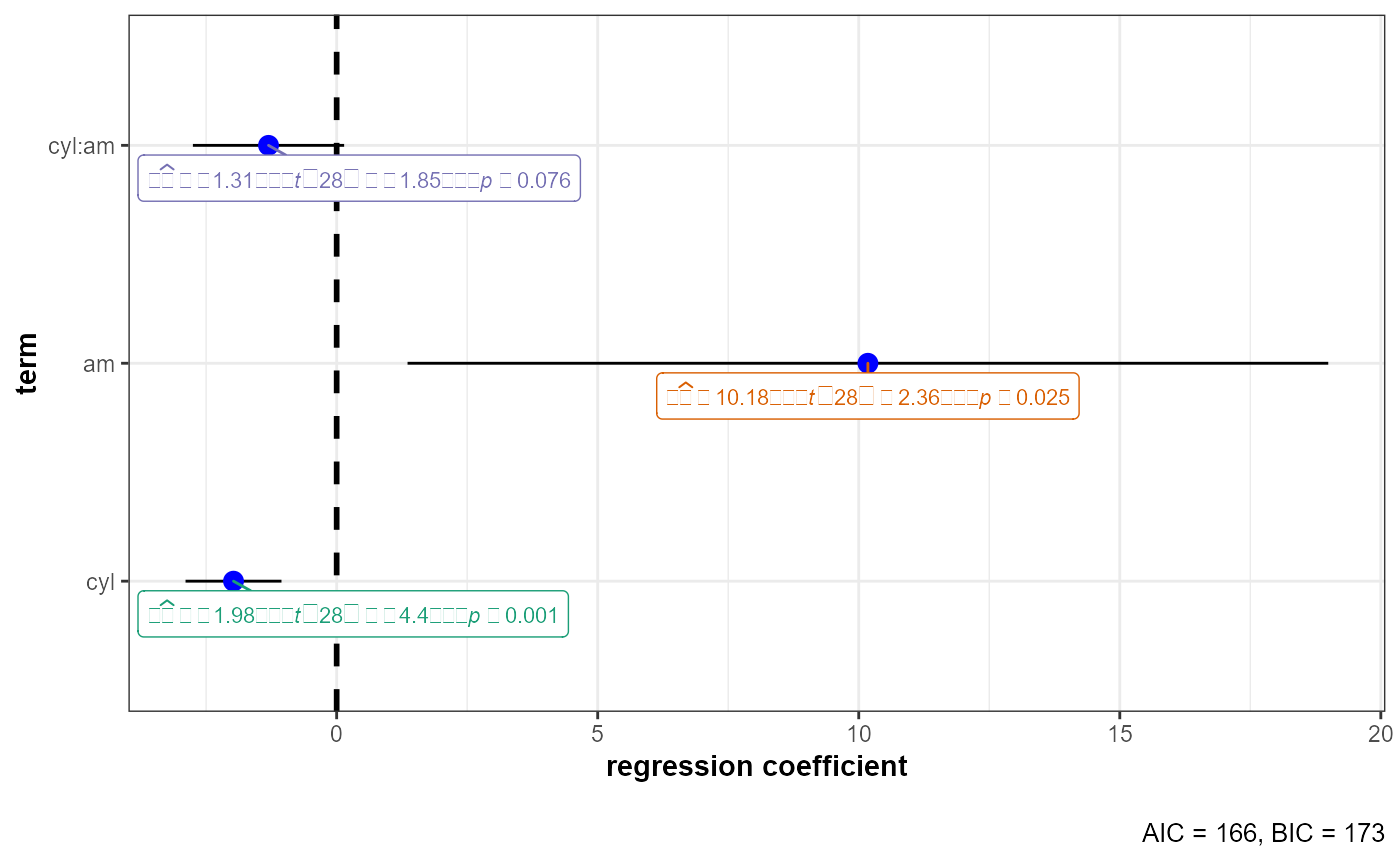 cyl:am
□̂□ □ □1.31□□□t□28□ □□1.85□□□p □ 0.076
am
□̂□ □ 10.18□□□t□28□ □2.36□□□p □ 0.025
term
cyl
□̂□ □ □1.98□□□t□28□ □□4.4□□□p □ 0.001
0 5 10 15 20
regression coefficient
AIC = 166, BIC = 173